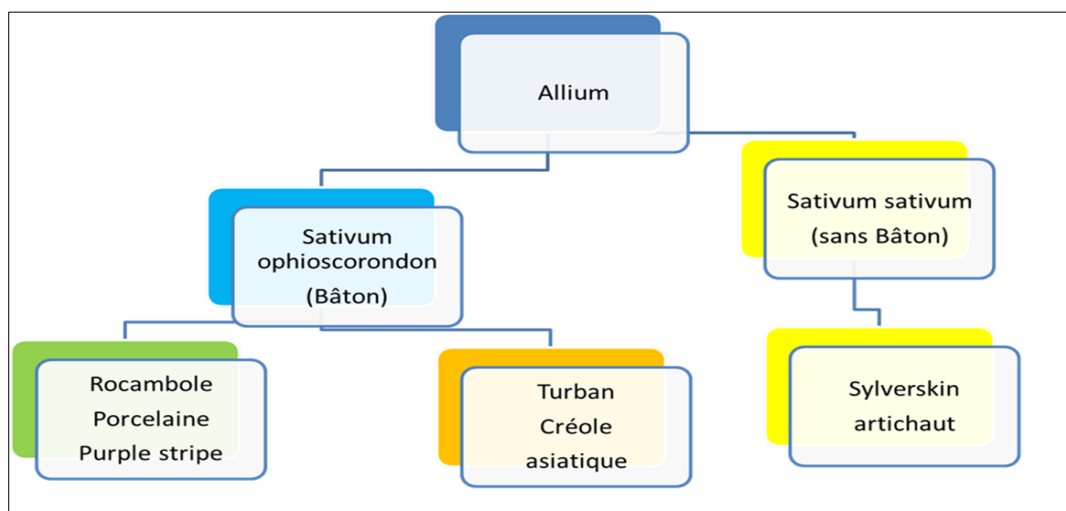 Allium
Sativum sativum
(sans Bâton)
Sativum
ophioscorondon
(Bâton)
Rocambole
Porcelaine
Purple stripe
Turban
Créole
asiatique
Sylverskin
artichaut